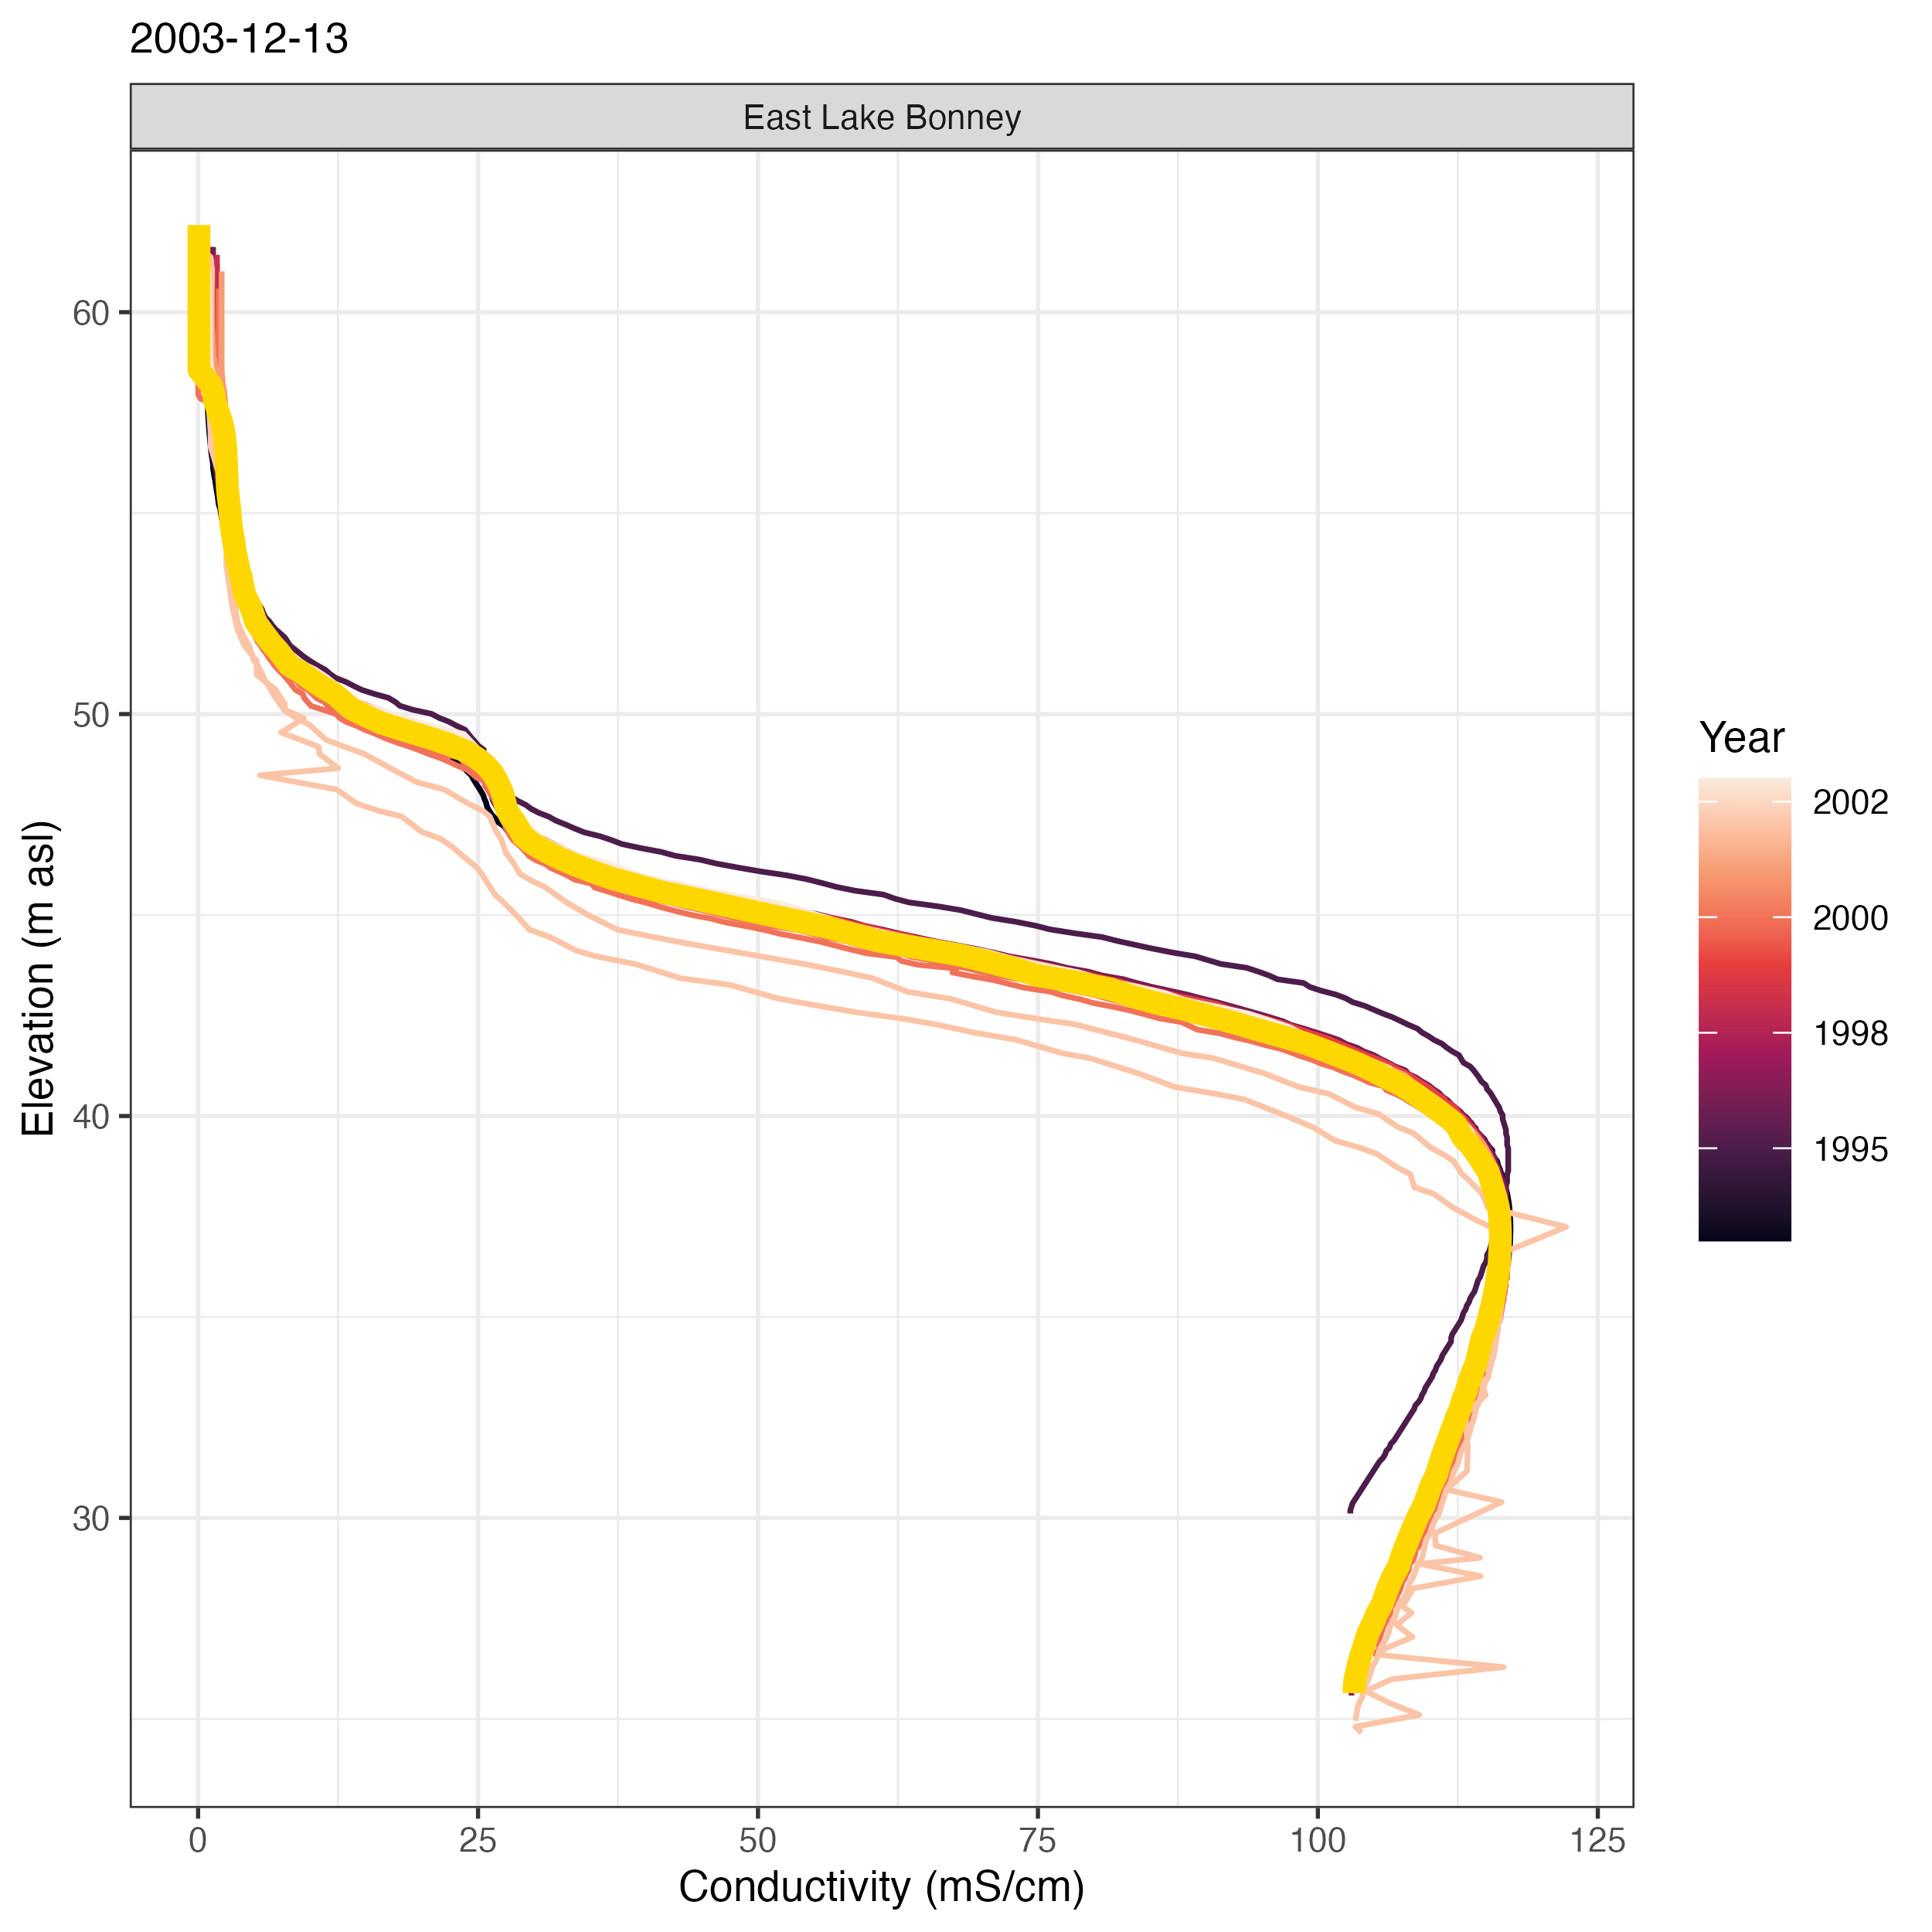 2003-12-13
East Lake Bonney
60
50
40
30
Elevation (m asl)
0 25 50 75 100 125
Conductivity (mS/cm)
Year
2002
2000
1998
1995